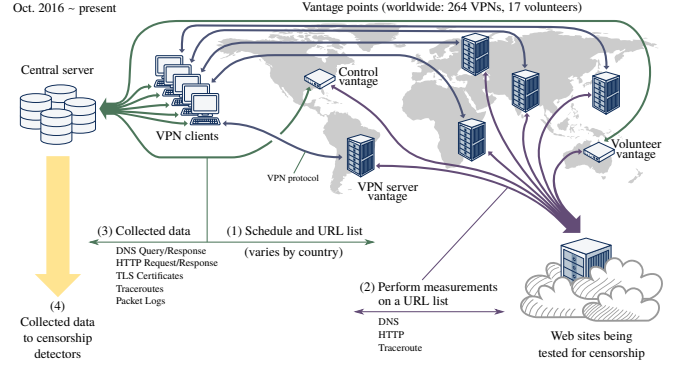 Oct. 2016 ~ present
Vantage points (worldwide: 264 VPNs, 17 volunteers)
Central server
Control
vantage
VPN clients
Volunteer
vantage
VPN protocol
VPN server
vantage
(3) Collected data
(1) Schedule and URL list
(varies by country)
DNS Query/Response
HTTP Request/Response
TLS Certificates
Traceroutes
Packet Logs
(2) Perform measurements
on a URL list
DNS
HTTP
Traceroute
(4)
Collected data
to censorship
detectors
Web sites being
tested for censorship